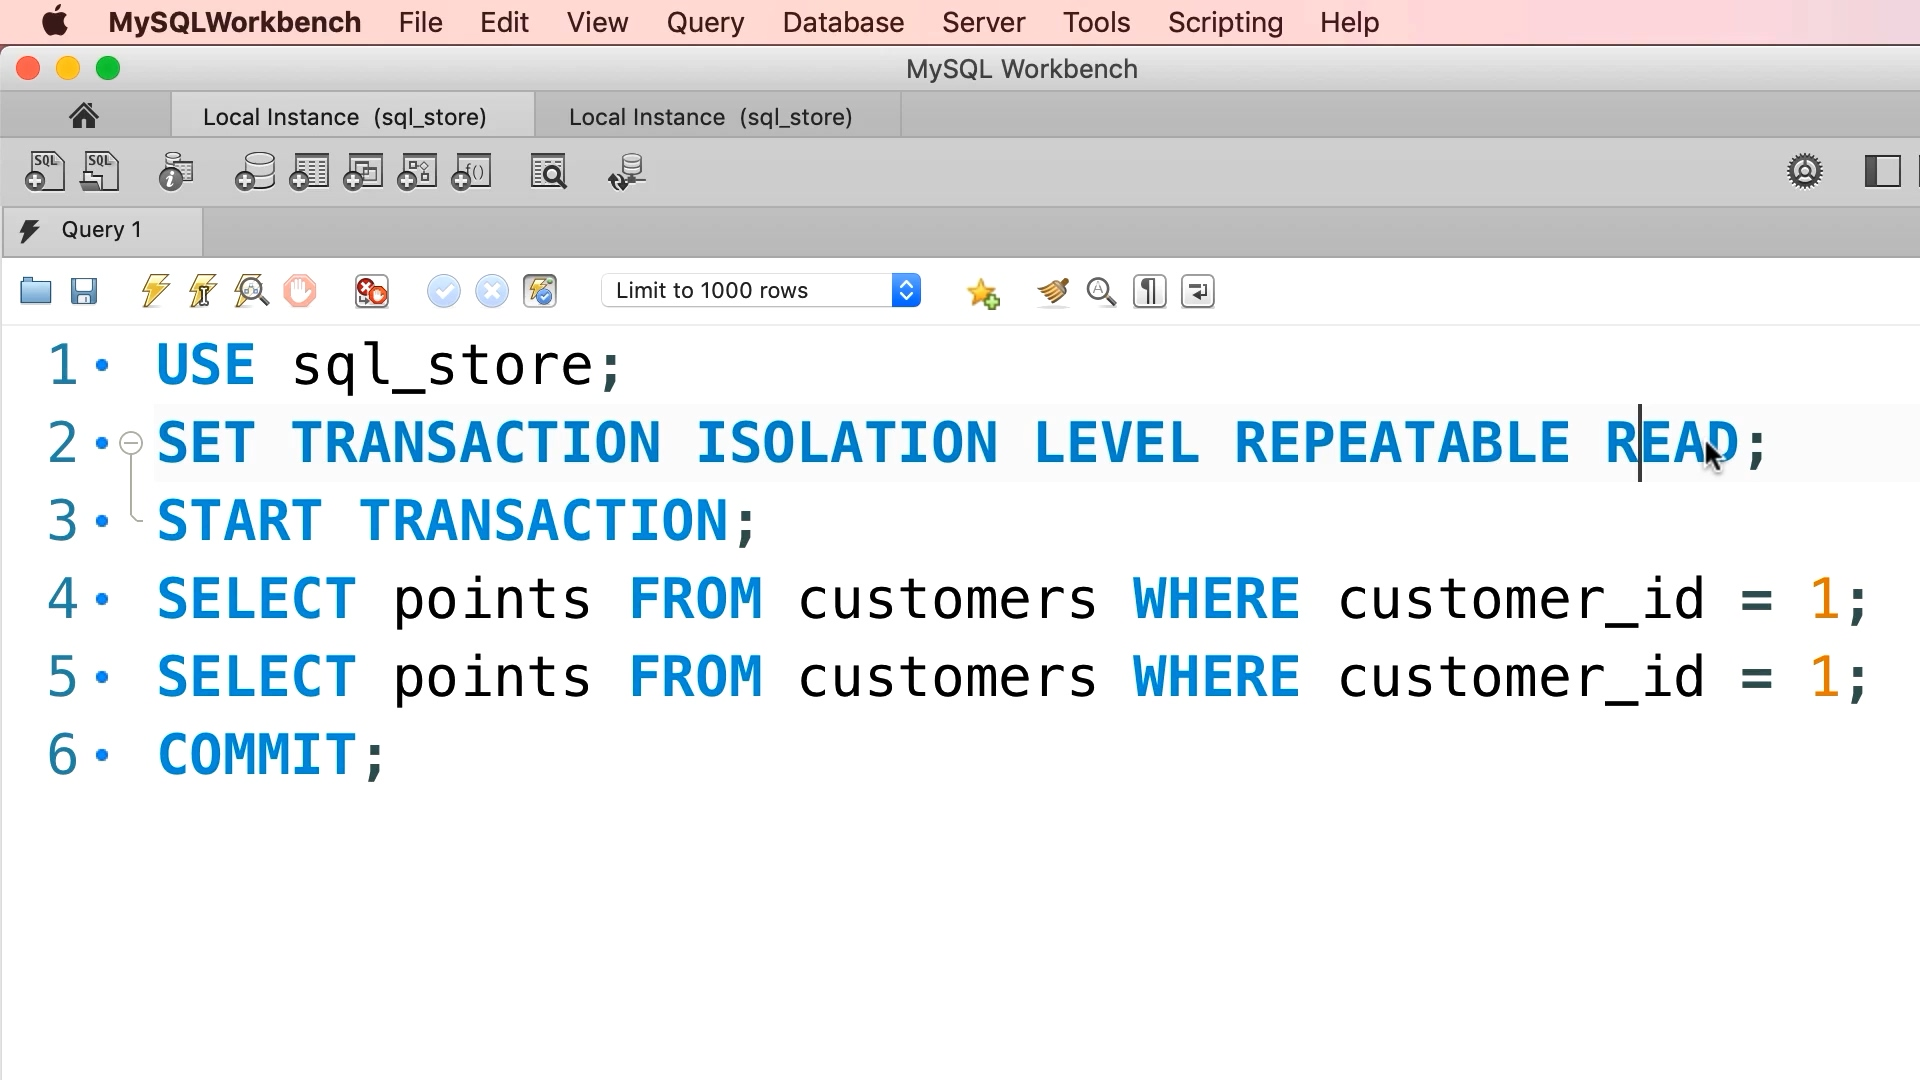 MySQLWorkbench File Edit View Query Database Server Tools Scripting Help
MySQL Workbench
Local Instance (sql_store) Local Instance (sql_store)
SQL SQL
Query 1
Limit to 1000 rows
1 USE sql_store;
2 SET TRANSACTION ISOLATION LEVEL REPEATABLE READ;
3 START TRANSACTION;
4 SELECT points FROM customers WHERE customer_id = 1;
5 SELECT points FROM customers WHERE customer_id = 1;
6 COMMIT;